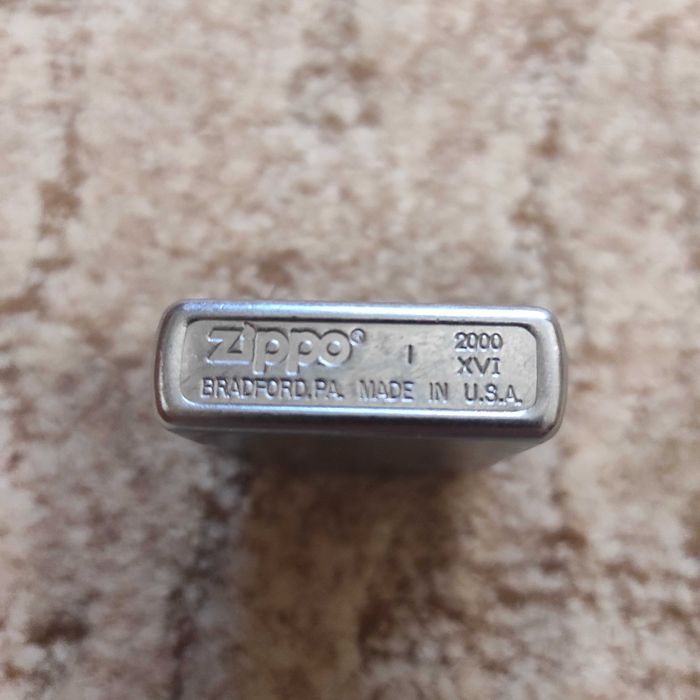 Zippo® I 2000
XVI
BRADFORD, PA. MADE IN U.S.A.